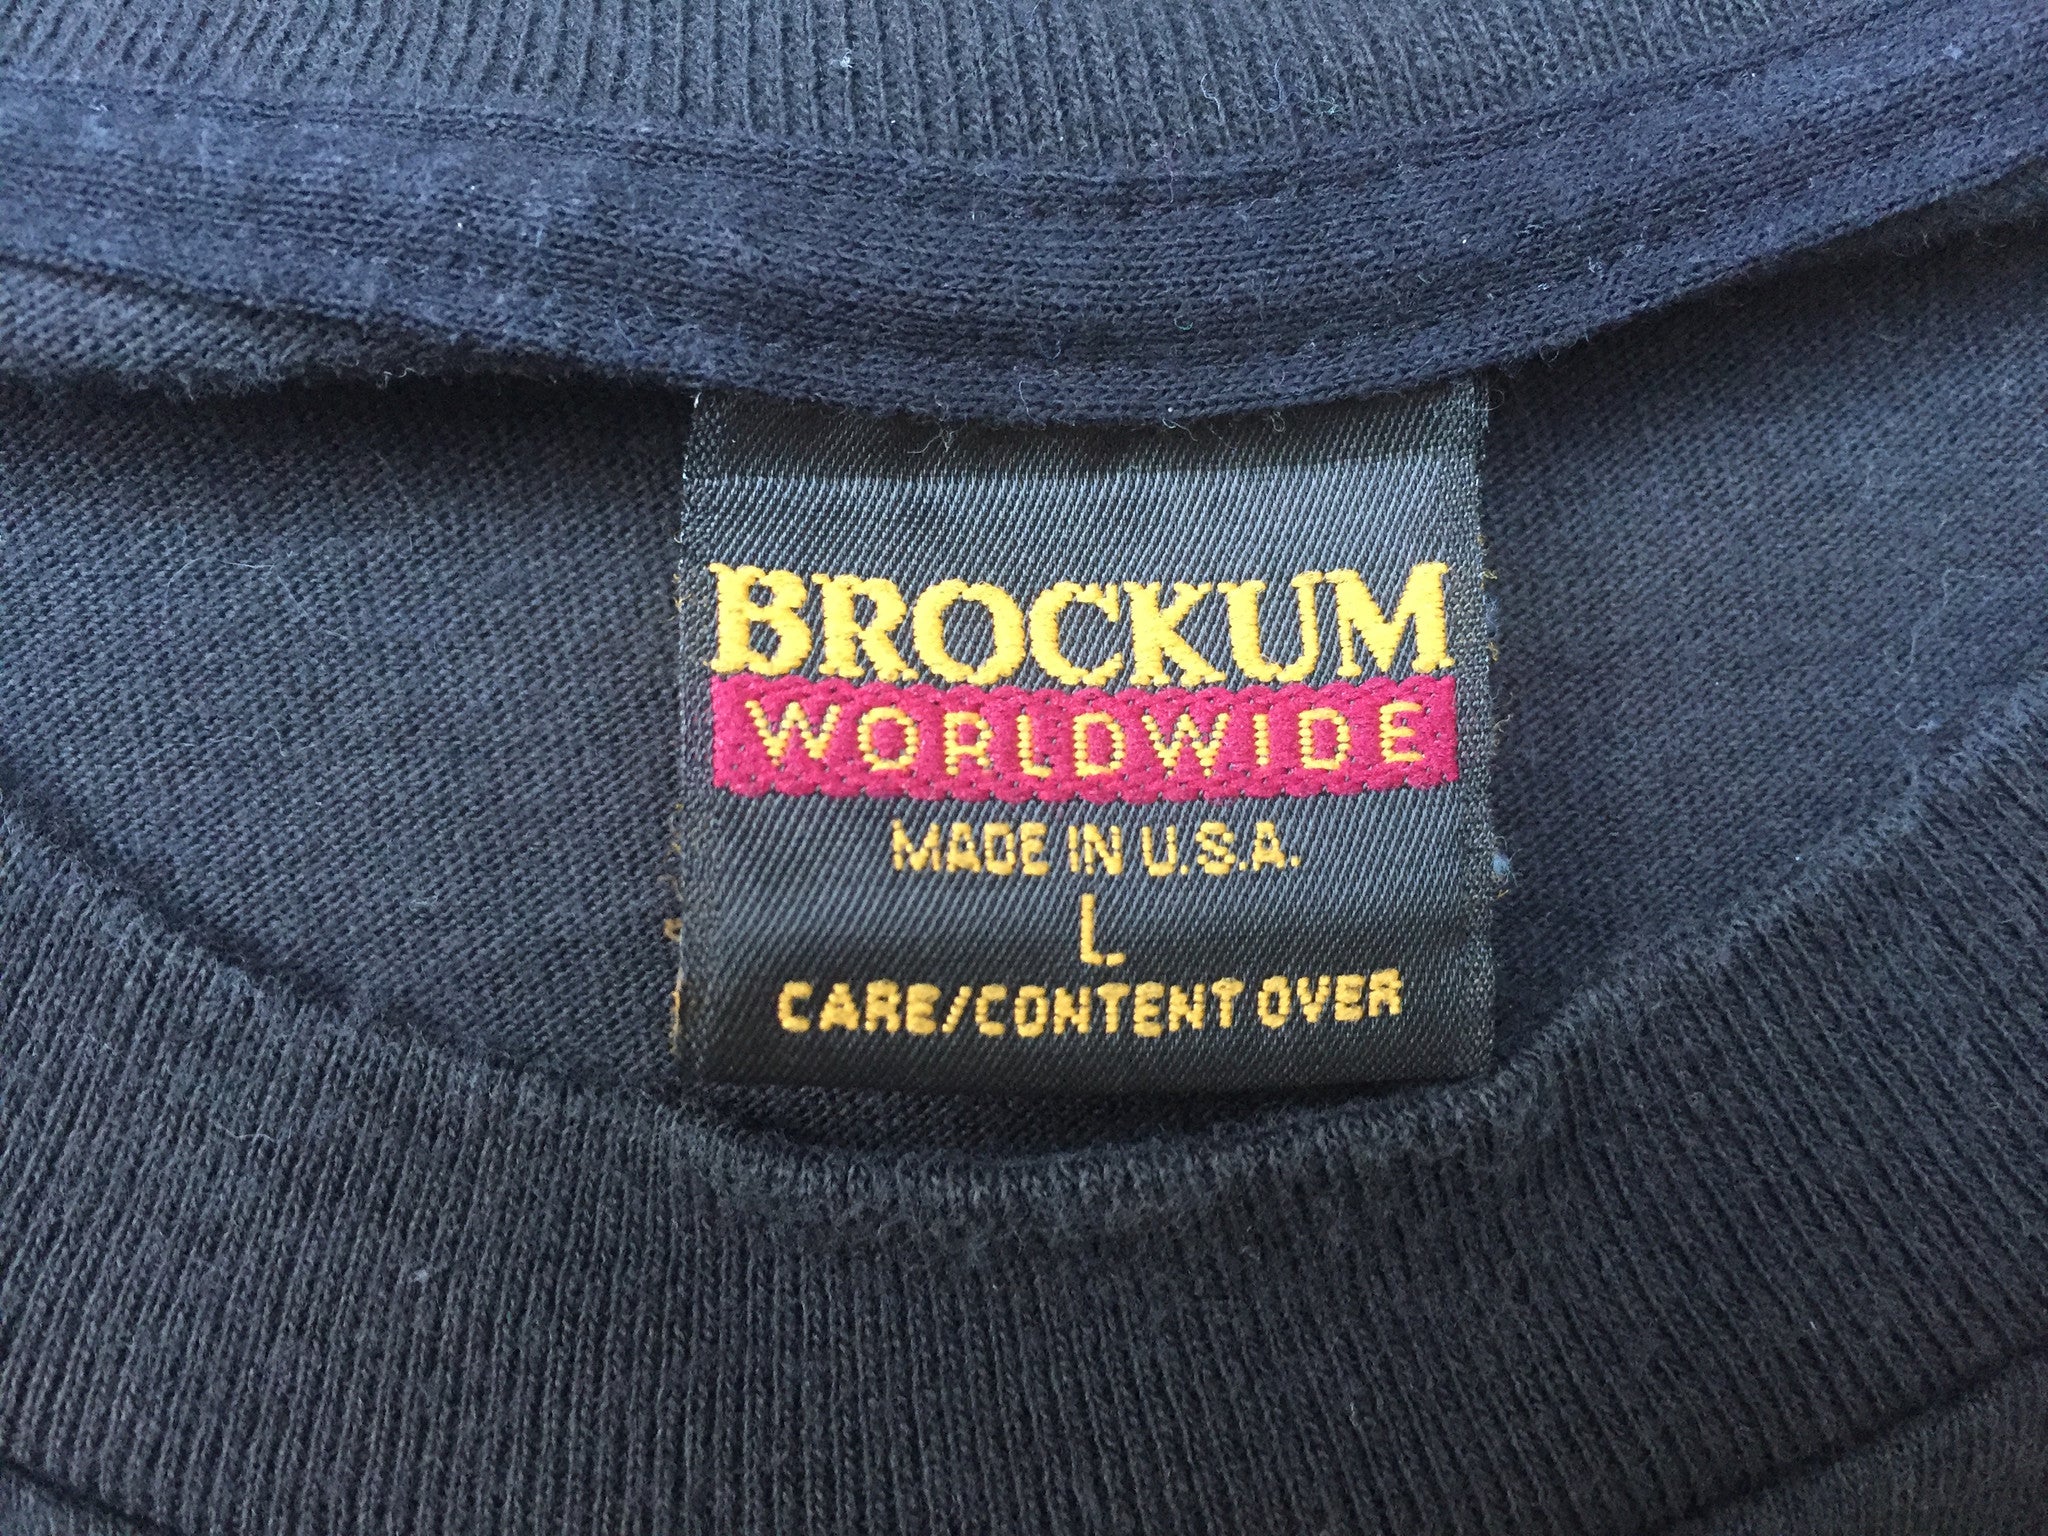 BROCKUM
WORLDWIDE
MADE IN U.S.A.
L
CARE/CONTENT OVER